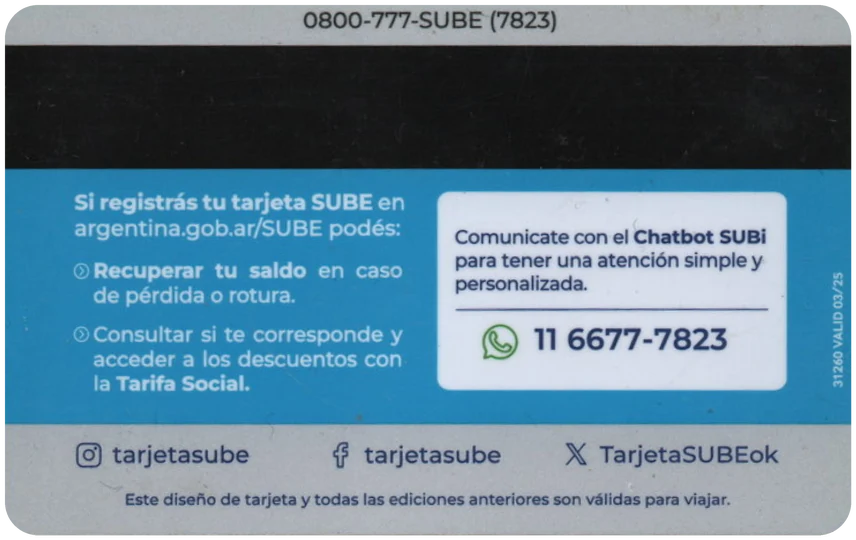 0800-777-SUBE (7823)
Si registrás tu tarjeta SUBE en
argentina.gob.ar/SUBE podés:
Recuperar tu saldo en caso
de pérdida o rotura.
Consultar si te corresponde y
acceder a los descuentos con
la Tarifa Social.
Comunicate con el Chatbot SUBi
para tener una atención simple y
personalizada.
11 6677-7823
31260 VALID 03/25
tarjetasube
tarjetasube
TarjetaSUBEok
Este diseño de tarjeta y todas las ediciones anteriores son válidas para viajar.